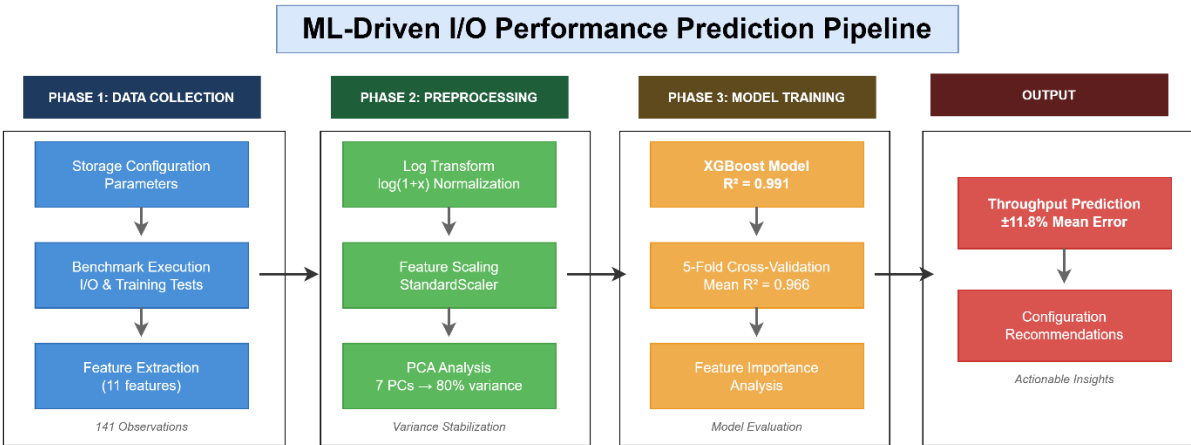 ML-Driven I/O Performance Prediction Pipeline
PHASE 1: DATA COLLECTION
Storage Configuration
Parameters
Benchmark Execution
I/O & Training Tests
Feature Extraction
(11 features)
141 Observations
PHASE 2: PREPROCESSING
Log Transform
log(1+x) Normalization
Feature Scaling
StandardScaler
PCA Analysis
7 PCs → 80% variance
Variance Stabilization
PHASE 3: MODEL TRAINING
XGBoost Model
R² = 0.991
5-Fold Cross-Validation
Mean R² = 0.966
Feature Importance
Analysis
Model Evaluation
OUTPUT
Throughput Prediction
±11.8% Mean Error
Configuration
Recommendations
Actionable Insights